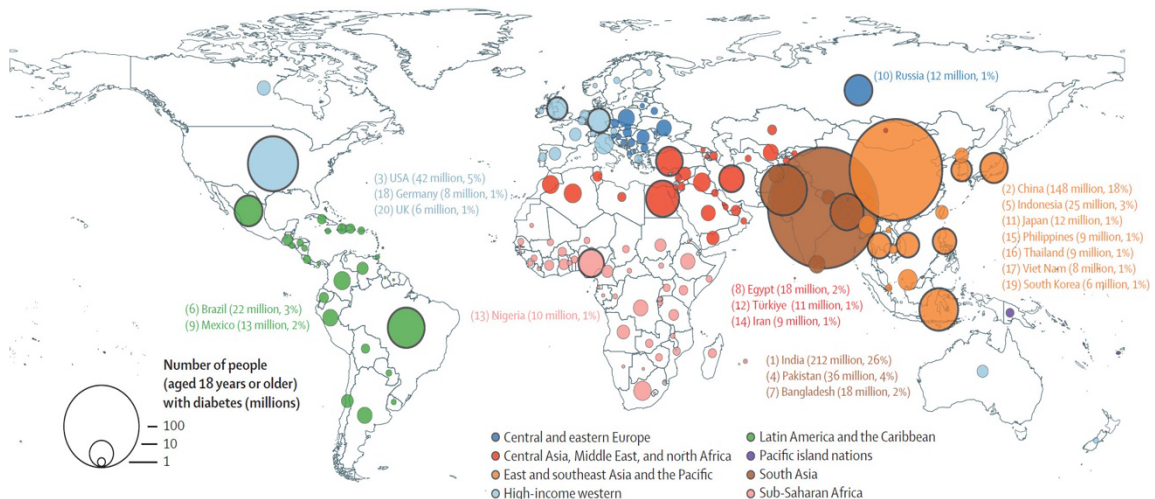 (10) Russia (12 million, 1%)
(3) USA (42 million, 5%)
(18) Germany (8 million, 1%)
(20) UK (6 million, 1%)
(2) China (148 million, 18%)
(5) Indonesia (25 million, 3%)
(11) Japan (12 million, 1%)
(15) Philippines (9 million, 1%)
(16) Thailand (9 million, 1%)
(17) Viet Nam (8 million, 1%)
(19) South Korea (6 million, 1%)
(6) Brazil (22 million, 3%)
(9) Mexico (13 million, 2%)
(13) Nigeria (10 million, 1%)
(8) Egypt (18 million, 2%)
(12) Türkiye (11 million, 1%)
(14) Iran (9 million, 1%)
(1) India (212 million, 26%)
(4) Pakistan (36 million, 4%)
(7) Bangladesh (18 million, 2%)
Number of people
(aged 18 years or older)
with diabetes (millions)
100
10
1
Central and eastern Europe
Central Asia, Middle East, and north Africa
East and southeast Asia and the Pacific
High-income western
Latin America and the Caribbean
Pacific island nations
South Asia
Sub-Saharan Africa